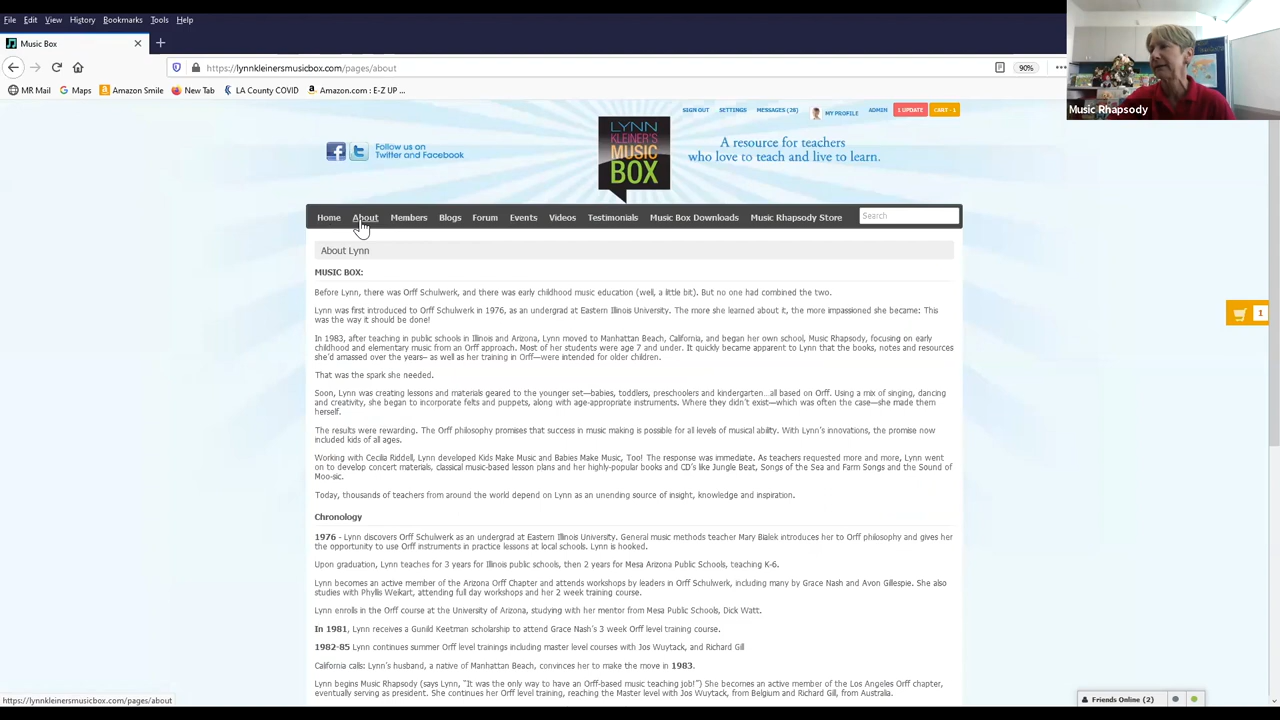 File Edit View History Bookmarks Tools Help
Music Box
https://lynnkleinersmusicbox.com/pages/about
90%
MR Mail Maps Amazon Smile New Tab LA County COVID Amazon.com : E-Z UP ...
Music Rhapsody
SIGN OUT SETTINGS MESSAGES (28) MY PROFILE ADMIN 1 UPDATE CART - 1
Follow us on
Twitter and Facebook
LYNN
KLEINER'S
MUSIC
BOX
A resource for teachers
who love to teach and live to learn.
Home About Members Blogs Forum Events Videos Testimonials Music Box Downloads Music Rhapsody Store Search
About Lynn
MUSIC BOX:
Before Lynn, there was Orff Schulwerk, and there was early childhood music education (well, a little bit). But no one had combined the two.
Lynn was first introduced to Orff Schulwerk in 1976, as an undergrad at Eastern Illinois University. The more she learned about it, the more impassioned she became: This
was the way it should be done!
In 1983, after teaching in public schools in Illinois and Arizona, Lynn moved to Manhattan Beach, California, and began her own school, Music Rhapsody, focusing on early
childhood and elementary music from an Orff approach. Most of her students were age 7 and under. It quickly became apparent to Lynn that the books, notes and resources
she'd amassed over the years– as well as her training in Orff—were intended for older children.
That was the spark she needed.
Soon, Lynn was creating lessons and materials geared to the younger set—babies, toddlers, preschoolers and kindergarten...all based on Orff. Using a mix of singing, dancing
and creativity, she began to incorporate felts and puppets, along with age-appropriate instruments. Where they didn't exist—which was often the case—she made them
herself.
The results were rewarding. The Orff philosophy promises that success in music making is possible for all levels of musical ability. With Lynn's innovations, the promise now
included kids of all ages.
Working with Cecilia Riddell, Lynn developed Kids Make Music and Babies Make Music, Too! The response was immediate. As teachers requested more and more, Lynn went
on to develop concert materials, classical music-based lesson plans and her highly-popular books and CD's like Jungle Beat, Songs of the Sea and Farm Songs and the Sound of
Moo-sic.
Today, thousands of teachers from around the world depend on Lynn as an unending source of insight, knowledge and inspiration.
Chronology
1976 - Lynn discovers Orff Schulwerk as an undergrad at Eastern Illinois University. General music methods teacher Mary Bialek introduces her to Orff philosophy and gives her
the opportunity to use Orff instruments in practice lessons at local schools. Lynn is hooked.
Upon graduation, Lynn teaches for 3 years for Illinois public schools, then 2 years for Mesa Arizona Public Schools, teaching K-6.
Lynn becomes an active member of the Arizona Orff Chapter and attends workshops by leaders in Orff Schulwerk, including many by Grace Nash and Avon Gillespie. She also
studies with Phyllis Weikart, attending full day workshops and her 2 week training course.
Lynn enrolls in the Orff course at the University of Arizona, studying with her mentor from Mesa Public Schools, Dick Watt.
In 1981, Lynn receives a Gunild Keetman scholarship to attend Grace Nash's 3 week Orff level training course.
1982-85 Lynn continues summer Orff level trainings including master level courses with Jos Wuytack, and Richard Gill
California calls: Lynn's husband, a native of Manhattan Beach, convinces her to make the move in 1983.
Lynn begins Music Rhapsody (says Lynn, "It was the only way to have an Orff-based music teaching job!") She becomes an active member of the Los Angeles Orff chapter,
eventually serving as president. She continues her Orff level training, reaching the Master level with Jos Wuytack, from Belgium and Richard Gill, from Australia.
1
https://lynnkleinersmusicbox.com/pages/about
Friends Online (2)